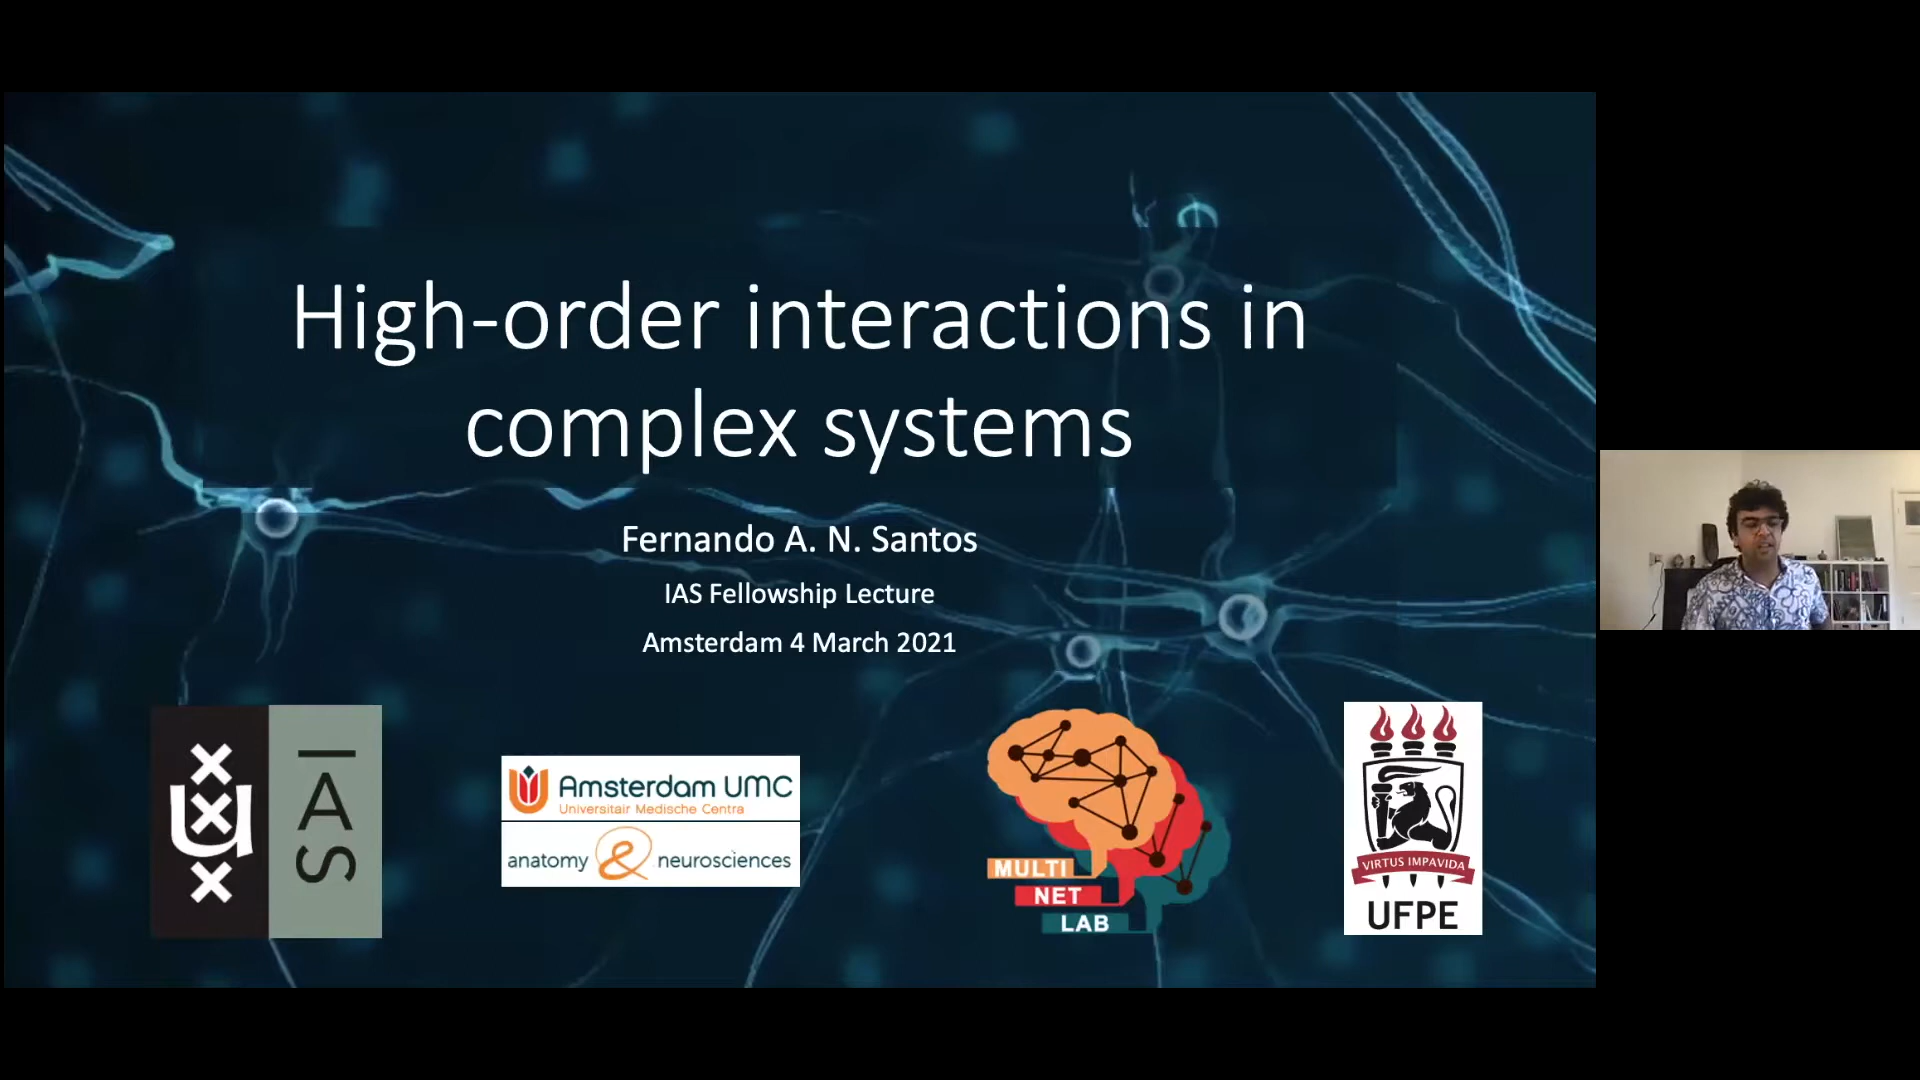 High-order interactions in
complex systems
Fernando A. N. Santos
IAS Fellowship Lecture
Amsterdam 4 March 2021
IAS
Amsterdam UMC
Universitair Medische Centra
anatomy & neurosciences
MULTI
NET
LAB
VIRTUS IMPAVIDA
UFPE